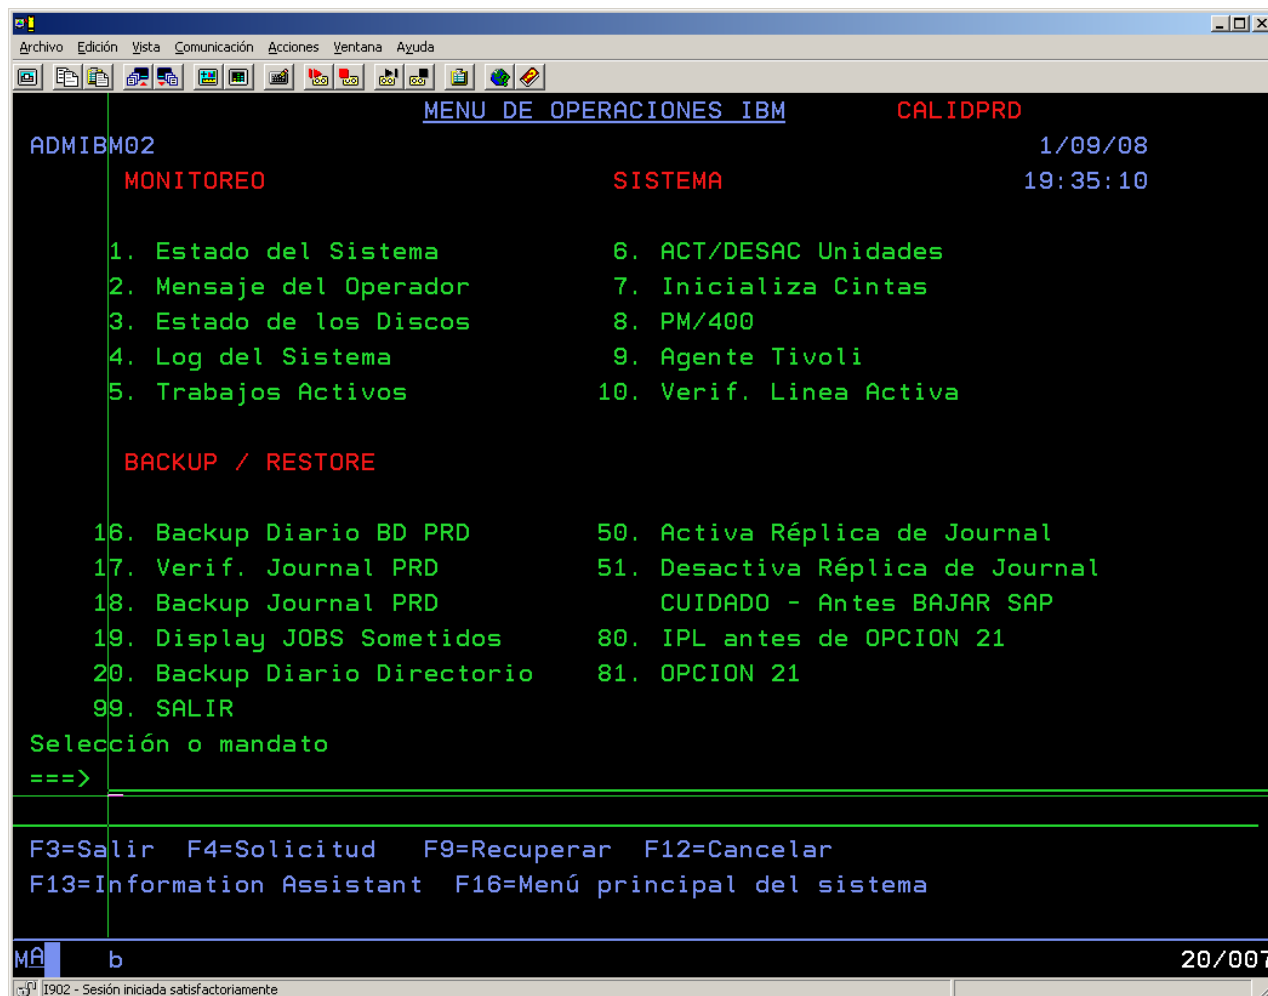 Archivo Edición Vista Comunicación Acciones Ventana Ayuda
MENU DE OPERACIONES IBM CALIDPRD
ADMIBM02 1/09/08
MONITOREO SISTEMA 19:35:10
1. Estado del Sistema 6. ACT/DESAC Unidades
2. Mensaje del Operador 7. Inicializa Cintas
3. Estado de los Discos 8. PM/400
4. Log del Sistema 9. Agente Tivoli
5. Trabajos Activos 10. Verif. Linea Activa
BACKUP / RESTORE
16. Backup Diario BD PRD 50. Activa Réplica de Journal
17. Verif. Journal PRD 51. Desactiva Réplica de Journal
18. Backup Journal PRD CUIDADO - Antes BAJAR SAP
19. Display JOBS Sometidos 80. IPL antes de OPCION 21
20. Backup Diario Directorio 81. OPCION 21
99. SALIR
Selección o mandato
===>
F3=Salir F4=Solicitud F9=Recuperar F12=Cancelar
F13=Information Assistant F16=Menú principal del sistema
MA b 20/007
I902 - Sesión iniciada satisfactoriamente